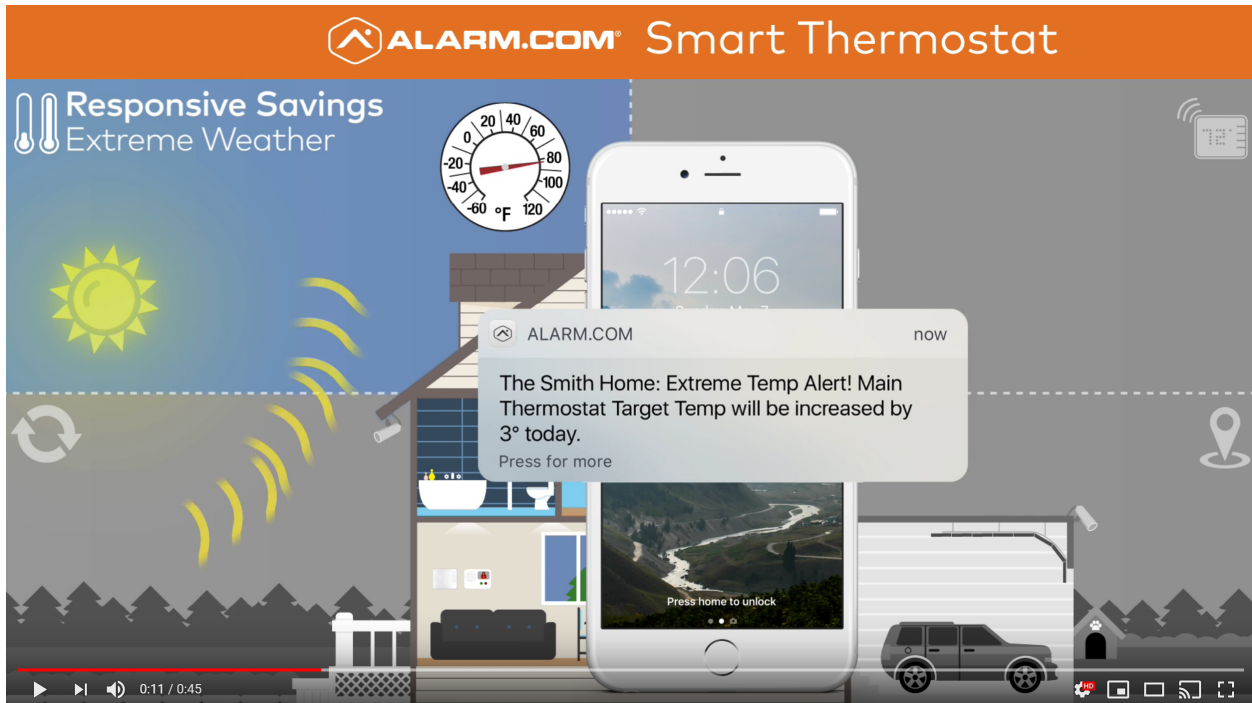 ALARM.COM® Smart Thermostat
Responsive Savings
Extreme Weather
-60 -40 -20 0 20 40 60 80 100 120
°F
72°
12:06
ALARM.COM now
The Smith Home: Extreme Temp Alert! Main
Thermostat Target Temp will be increased by
3° today.
Press for more
Press home to unlock
0:11 / 0:45
HD